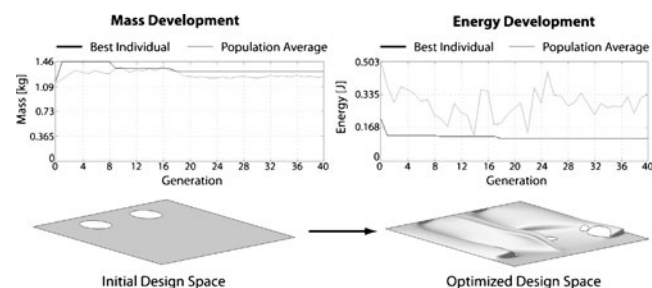 Mass Development
Best Individual
Population Average
Mass [kg]
1.46
1.09
0.73
0.365
0
0 4 8 12 16 20 24 28 32 36 40
Generation
Energy Development
Best Individual
Population Average
Energy [J]
0.503
0.335
0.168
0
0 4 8 12 16 20 24 28 32 36 40
Generation
Initial Design Space
Optimized Design Space